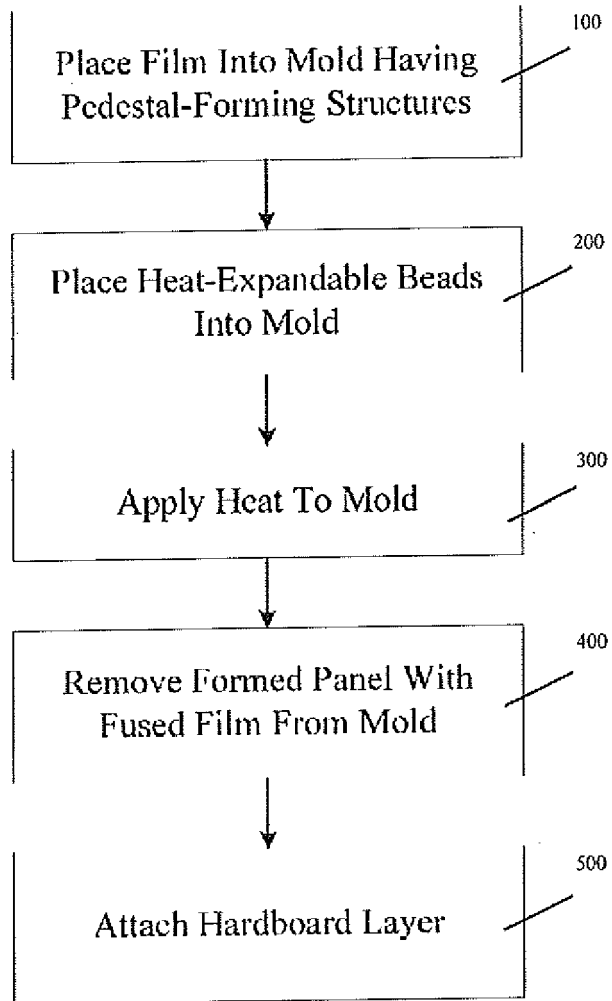 100
Place Film Into Mold Having
Pedestal-Forming Structures
200
Place Heat-Expandable Beads
Into Mold
300
Apply Heat To Mold
400
Remove Formed Panel With
Fused Film From Mold
500
Attach Hardboard Layer